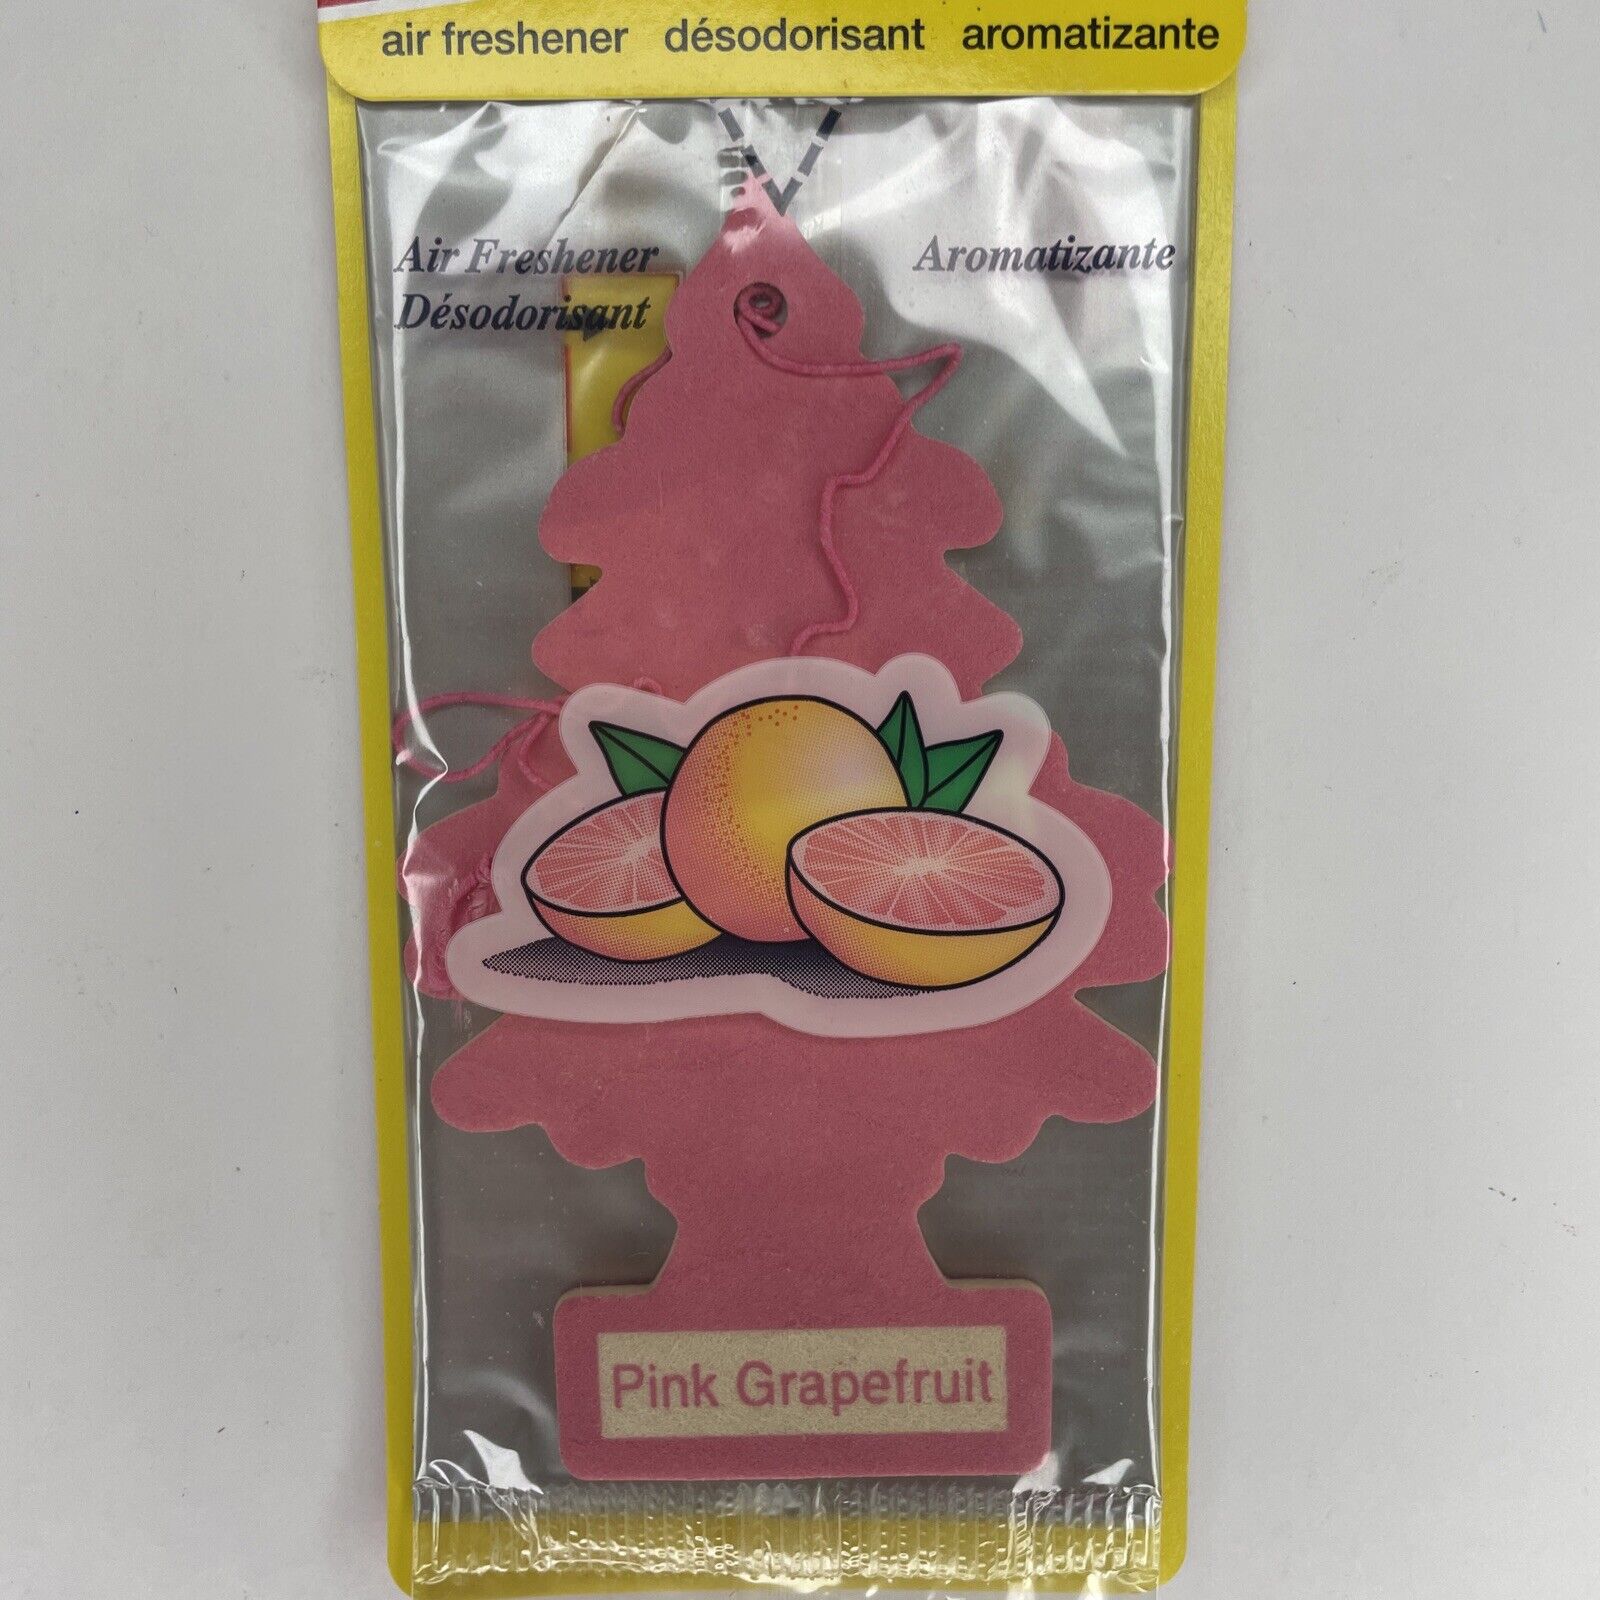 air freshener désodorisant aromatizante
Air Freshener Aromatizante
Désodorisant
Pink Grapefruit